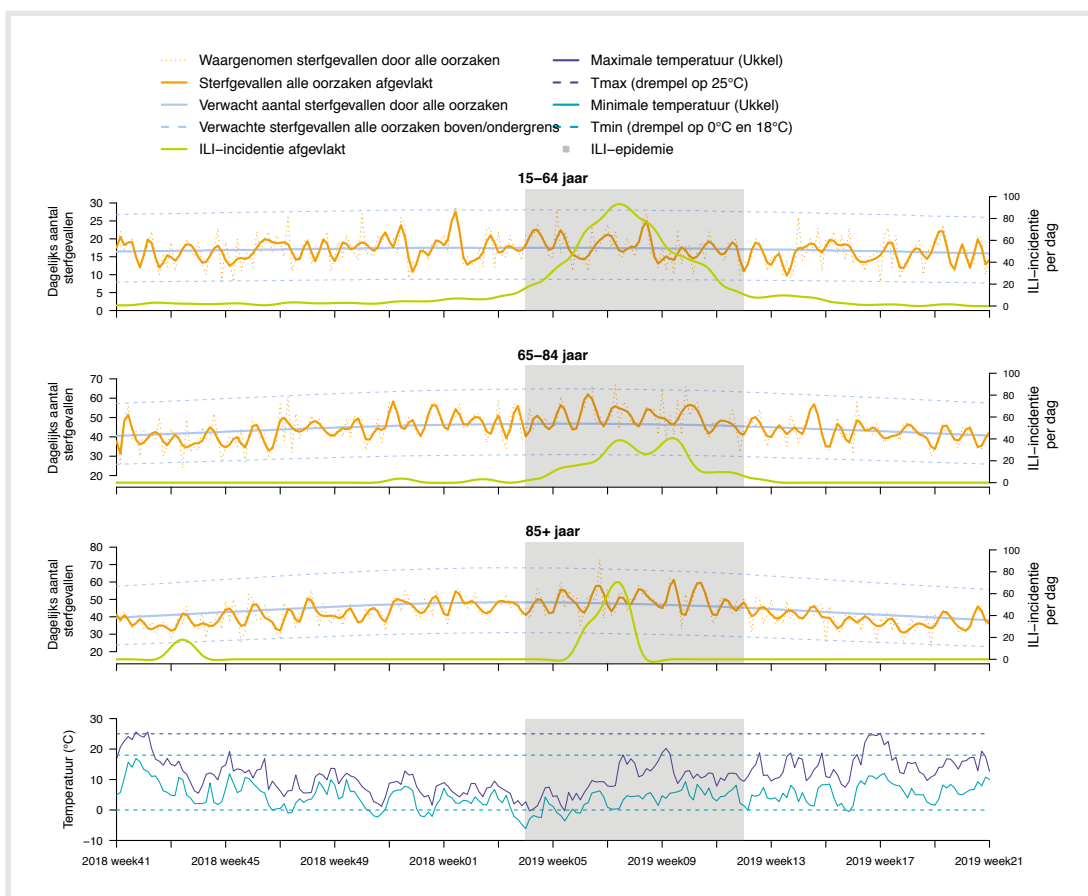 Waargenomen sterfgevallen door alle oorzaken
Sterfgevallen alle oorzaken afgevlakt
Verwacht aantal sterfgevallen door alle oorzaken
Verwachte sterfgevallen alle oorzaken boven/ondergrens
ILI–incidentie afgevlakt
Maximale temperatuur (Ukkel)
Tmax (drempel op 25°C)
Minimale temperatuur (Ukkel)
Tmin (drempel op 0°C en 18°C)
ILI–epidemie
15–64 jaar
Dagelijks aantal
sterfgevallen
30
25
20
15
10
5
0
100
80
60
40
20
0
ILI–incidentie
per dag
65–84 jaar
Dagelijks aantal
sterfgevallen
70
60
50
40
30
20
100
80
60
40
20
0
ILI–incidentie
per dag
85+ jaar
Dagelijks aantal
sterfgevallen
80
70
60
50
40
30
20
100
80
60
40
20
0
ILI–incidentie
per dag
Temperatuur (°C)
30
20
10
0
−10
2018 week41
2018 week45
2018 week49
2018 week01
2019 week05
2019 week09
2019 week13
2019 week17
2019 week21